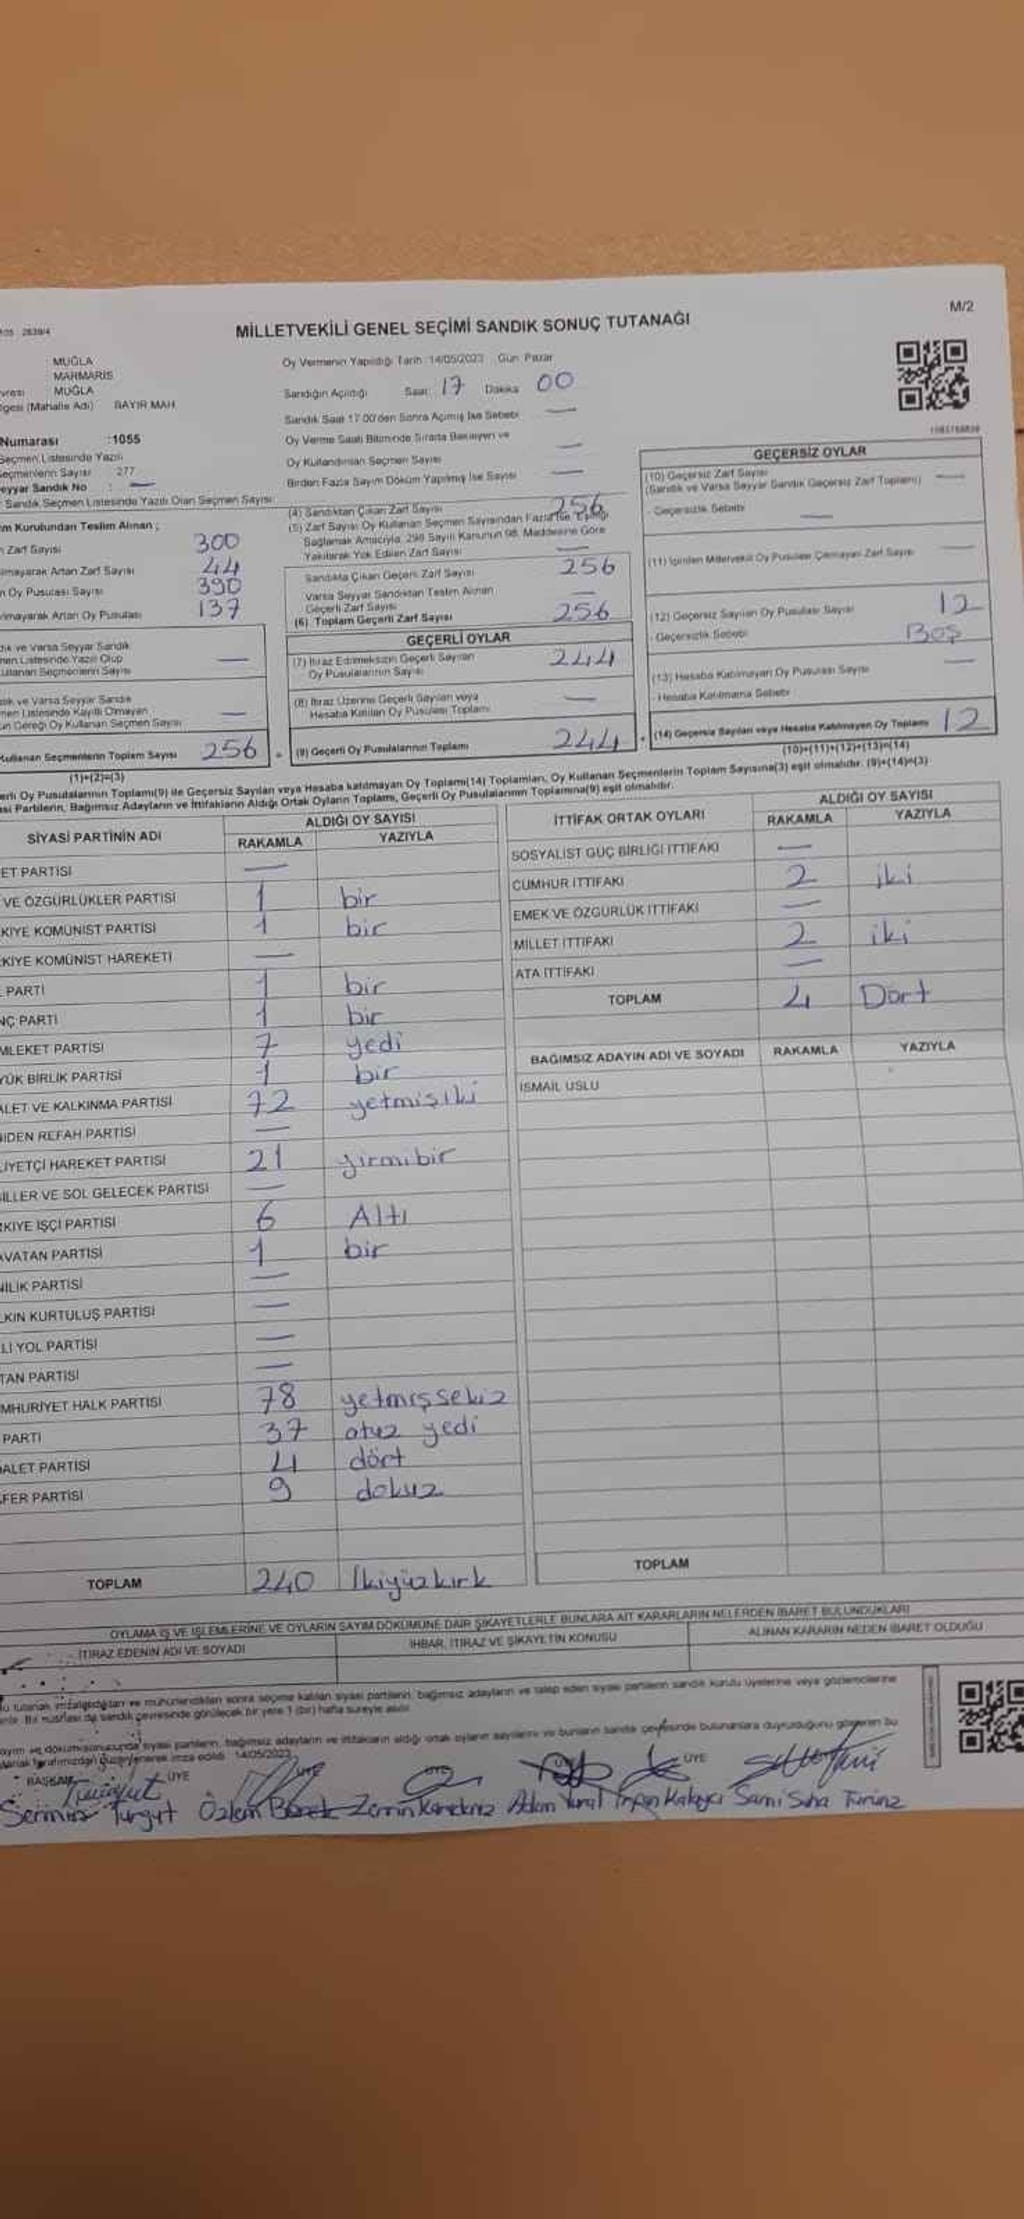 2839/4
M/2
MİLLETVEKİLİ GENEL SEÇİMİ SANDIK SONUÇ TUTANAĞI
MUĞLA
MARMARİS
MUĞLA
(Mahalle Adı) BAYIR MAH.
Numarası :1055
Seçmen Listesinde Yazılı
Seçmenlerin Sayısı 277
Seyyar Sandık No : —
Sandık Seçmen Listesinde Yazılı Olan Seçmen Sayısı
m Kurulundan Teslim Alınan ;
Zarf Sayısı 300
lmayarak Artan Zarf Sayısı 44
n Oy Pusulası Sayısı 390
lmayarak Artan Oy Pusulası 137
dık ve Varsa Seyyar Sandık
men Listesinde Yazılı Olup
ullanan Seçmenlerin Sayısı —
dık ve Varsa Seyyar Sandık
men Listesinde Kayıtlı Olmayan
Gereği Oy Kullanan Seçmen Sayısı —
Kullanan Seçmenlerin Toplam Sayısı 256
(1)+(2)=(3)
Oy Vermenin Yapıldığı Tarih :14/05/2023 Gün: Pazar
Sandığın Açıldığı Saat: 17 Dakika 00
Sandık Saat 17.00'den Sonra Açılmış İse Sebebi —
Oy Verme Saati Bitiminde Sırada Bekleyen ve
Oy Kullandırılan Seçmen Sayısı —
Birden Fazla Sayım Döküm Yapılmış İse Sayısı —
(4) Sandıktan Çıkan Zarf Sayısı 256
(5) Zarf Sayısı Oy Kullanan Seçmen Sayısından Fazla İse, Eşitliği
Sağlamak Amacıyla, 298 Sayılı Kanunun 98. Maddesine Göre
Yakılarak Yok Edilen Zarf Sayısı —
Sandıkta Çıkan Geçerli Zarf Sayısı 256
Varsa Seyyar Sandıktan Teslim Alınan
Geçerli Zarf Sayısı —
(6) Toplam Geçerli Zarf Sayısı 256
GEÇERLİ OYLAR
(7) İtiraz Edilmeksizin Geçerli Sayılan
Oy Pusulalarının Sayısı 244
(8) İtiraz Üzerine Geçerli Sayılan veya
Hesaba Katılan Oy Pusulası Toplamı —
(9) Geçerli Oy Pusulalarının Toplamı 244
GEÇERSİZ OYLAR
(10) Geçersiz Zarf Sayısı —
(Sandık ve Varsa Seyyar Sandık Geçersiz Zarf Toplamı)
- Geçersizlik Sebebi —
(11) İçinden Milletvekili Oy Pusulası Çıkmayan Zarf Sayısı —
(12) Geçersiz Sayılan Oy Pusulası Sayısı 12
- Geçersizlik Sebebi Boş
(13) Hesaba Katılmayan Oy Pusulası Sayısı —
- Hesaba Katılmama Sebebi
(14) Geçersiz Sayılan veya Hesaba Katılmayan Oy Toplamı 12
(10)+(11)+(12)+(13)=(14)
erli Oy Pusulalarının Toplamı(9) ile Geçersiz Sayılan veya Hesaba katılmayan Oy Toplamı(14) Toplamları, Oy Kullanan Seçmenlerin Toplam Sayısına(3) eşit olmalıdır. (9)+(14)=(3)
asi Partilerin, Bağımsız Adayların ve İttifakların Aldığı Ortak Oyların Toplamı, Geçerli Oy Pusulalarının Toplamına(9) eşit olmalıdır.
SİYASİ PARTİNİN ADI ALDIĞI OY SAYISI
RAKAMLA YAZIYLA
ET PARTİSİ —
VE ÖZGÜRLÜKLER PARTİSİ 1 bir
KİYE KOMÜNİST PARTİSİ 1 bir
KİYE KOMÜNİST HAREKETİ —
PARTİ 1 bir
NÇ PARTİ 1 bir
MLEKET PARTİSİ 7 yedi
YÜK BİRLİK PARTİSİ 1 bir
ALET VE KALKINMA PARTİSİ 72 yetmişiki
NİDEN REFAH PARTİSİ —
LİYETÇİ HAREKET PARTİSİ 21 yirmibir
İLLER VE SOL GELECEK PARTİSİ —
RKİYE İŞÇİ PARTİSİ 6 Altı
AVATAN PARTİSİ 1 bir
NİLİK PARTİSİ —
LKIN KURTULUŞ PARTİSİ —
LLİ YOL PARTİSİ —
TAN PARTİSİ —
MHURİYET HALK PARTİSİ 78 yetmişsekiz
PARTİ 37 otuz yedi
DALET PARTİSİ 4 dört
FER PARTİSİ 9 dokuz
TOPLAM 240 İkiyüzkırk
İTTİFAK ORTAK OYLARI ALDIĞI OY SAYISI
RAKAMLA YAZIYLA
SOSYALİST GÜÇ BİRLİĞİ İTTİFAKI —
CUMHUR İTTİFAKI 2 iki
EMEK VE ÖZGÜRLÜK İTTİFAKI —
MİLLET İTTİFAKI 2 iki
ATA İTTİFAKI —
TOPLAM 4 Dört
BAĞIMSIZ ADAYIN ADI VE SOYADI RAKAMLA YAZIYLA
İSMAİL USLU
TOPLAM
OYLAMA İŞ VE İŞLEMLERİNE VE OYLARIN SAYIM DÖKÜMÜNE DAİR ŞİKAYETLERLE BUNLARA AİT KARARLARIN NELERDEN İBARET BULUNDUKLARI
İTİRAZ EDENİN ADI VE SOYADI İHBAR, İTİRAZ VE ŞİKAYETİN KONUSU ALINAN KARARIN NEDEN İBARET OLDUĞU
u tutanak imzalandıktan ve mühürlendikten sonra seçime katılan siyasi partilerin, bağımsız adayların ve talep eden siyasi partilerin sandık kurulu üyelerine veya gözlemcilerine
Bir nüshası da sandık çevresinde görülecek bir yere 1 (bir) hafta süreyle asılır.
ayım ve dökümü sonucunda siyasi partilerin, bağımsız adayların ve ittifakların aldığı ortak oyların sayılarını ve bunların sandık çevresinde bulunanlara duyurulduğunu gösteren bu
tarafımızdan düzenlenerek imza edildi. 14/05/2023
BAŞKAN ÜYE ÜYE ÜYE ÜYE
Turgut Özlem Sami Süha